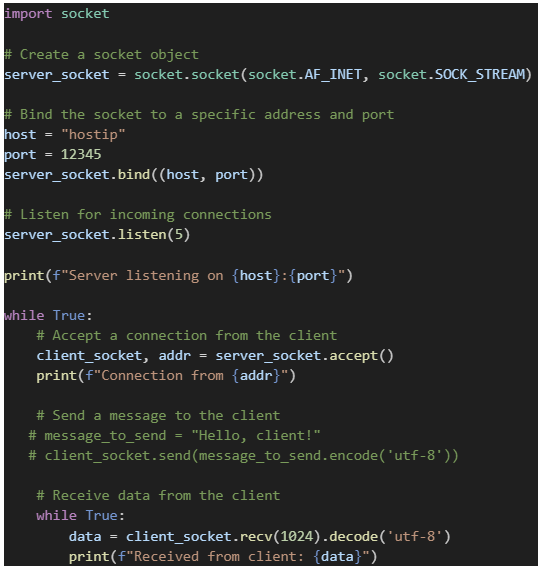 import socket

# Create a socket object
server_socket = socket.socket(socket.AF_INET, socket.SOCK_STREAM)

# Bind the socket to a specific address and port
host = "hostip"
port = 12345
server_socket.bind((host, port))

# Listen for incoming connections
server_socket.listen(5)

print(f"Server listening on {host}:{port}")

while True:
    # Accept a connection from the client
    client_socket, addr = server_socket.accept()
    print(f"Connection from {addr}")

    # Send a message to the client
   # message_to_send = "Hello, client!"
   # client_socket.send(message_to_send.encode('utf-8'))

    # Receive data from the client
    while True:
        data = client_socket.recv(1024).decode('utf-8')
        print(f"Received from client: {data}")